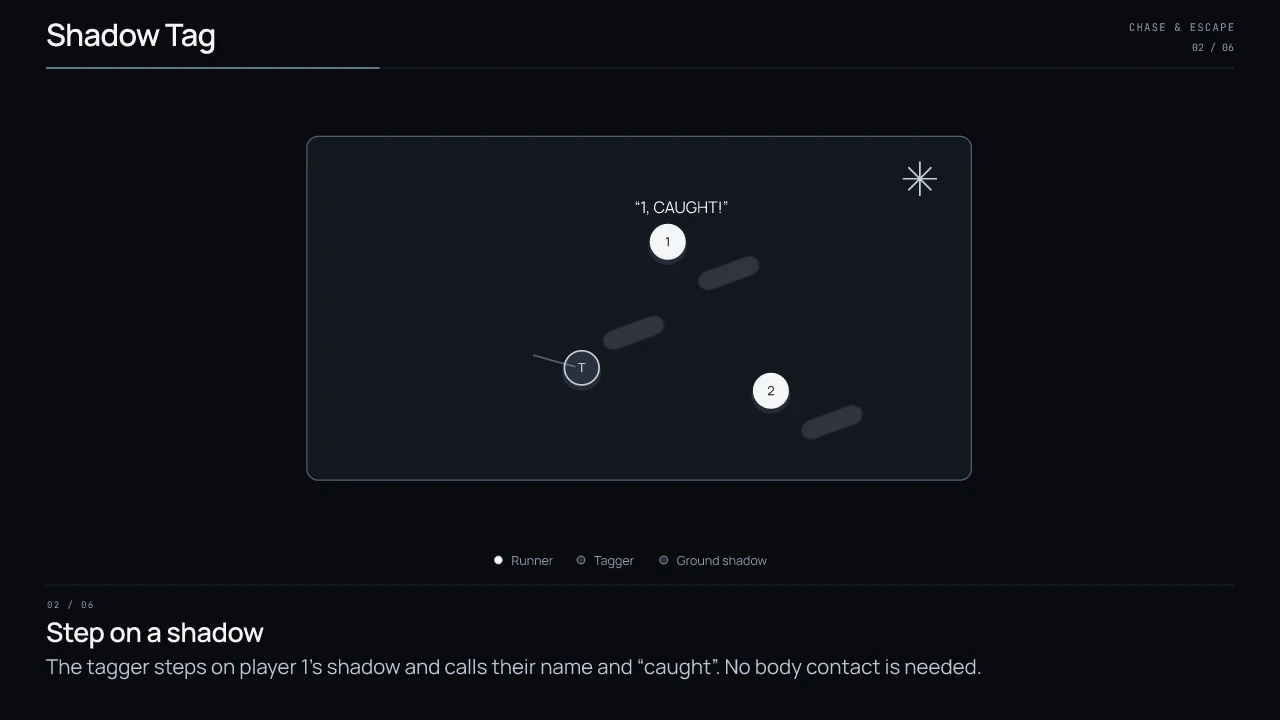 Shadow Tag
CHASE & ESCAPE
02 / 06
“1, CAUGHT!”
1
T
2
Runner
Tagger
Ground shadow
02 / 06
Step on a shadow
The tagger steps on player 1’s shadow and calls their name and “caught”. No body contact is needed.